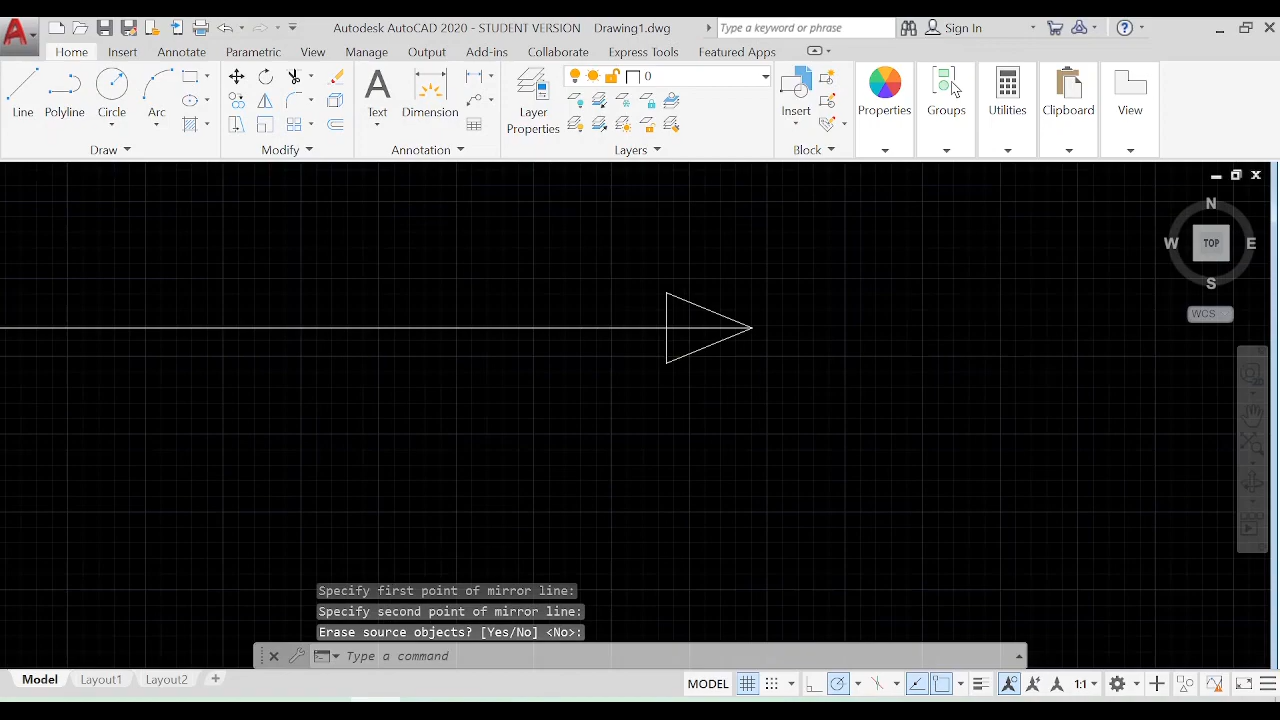 Autodesk AutoCAD 2020 - STUDENT VERSION Drawing1.dwg Type a keyword or phrase Sign In
Home Insert Annotate Parametric View Manage Output Add-ins Collaborate Express Tools Featured Apps
0
Line Polyline Circle Arc Text Dimension Layer Properties Insert Properties Groups Utilities Clipboard View
Draw Modify Annotation Layers Block
N
W TOP E
S
WCS
Specify first point of mirror line:
Specify second point of mirror line:
Erase source objects? [Yes/No] <No>:
Type a command
Model Layout1 Layout2 + MODEL 1:1